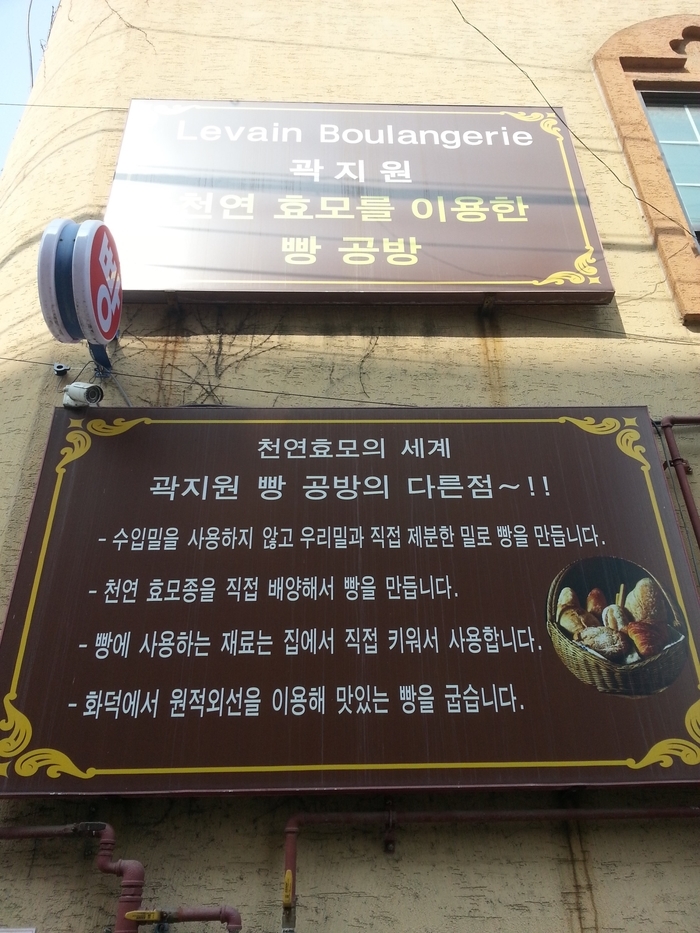 Levain Boulangerie
곽지원
천연 효모를 이용한
빵 공방
천연효모의 세계
곽지원 빵 공방의 다른점~!!
- 수입밀을 사용하지 않고 우리밀과 직접 제분한 밀로 빵을 만듭니다.
- 천연 효모종을 직접 배양해서 빵을 만듭니다.
- 빵에 사용하는 재료는 집에서 직접 키워서 사용합니다.
- 화덕에서 원적외선을 이용해 맛있는 빵을 굽습니다.